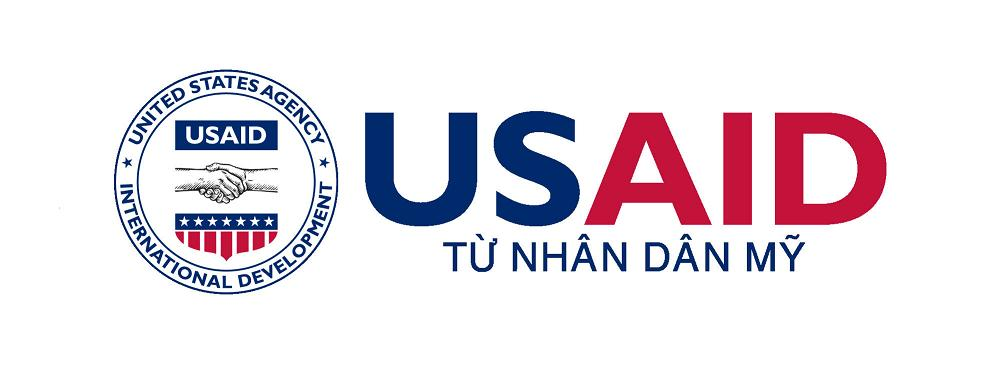 UNITED STATES AGENCY
USAID
INTERNATIONAL DEVELOPMENT
USAID
TỪ NHÂN DÂN MỸ